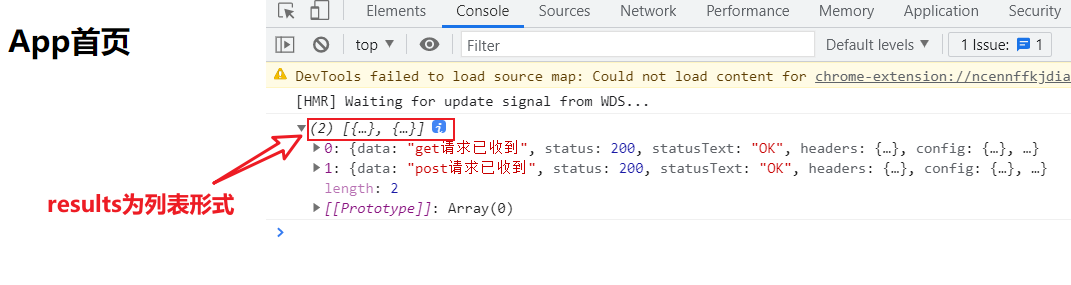 App首页
Elements Console Sources Network Performance Memory Application Security
top Filter Default levels 1 Issue: 1
DevTools failed to load source map: Could not load content for chrome-extension://ncennffkjdia
[HMR] Waiting for update signal from WDS...
(2) [{…}, {…}]
0: {data: "get请求已收到", status: 200, statusText: "OK", headers: {…}, config: {…}, …}
1: {data: "post请求已收到", status: 200, statusText: "OK", headers: {…}, config: {…}, …}
length: 2
[[Prototype]]: Array(0)
results为列表形式